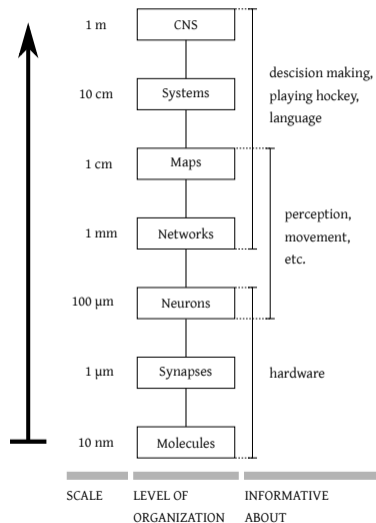 1 m
CNS
10 cm
Systems
descision making,
playing hockey,
language
1 cm
Maps
1 mm
Networks
perception,
movement,
etc.
100 μm
Neurons
1 μm
Synapses
hardware
10 nm
Molecules
SCALE
LEVEL OF
ORGANIZATION
INFORMATIVE
ABOUT